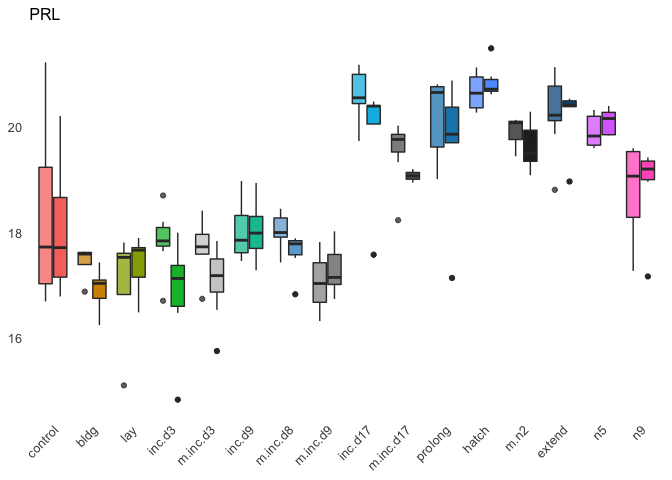 PRL
20
18
16
control
bldg
lay
inc.d3
m.inc.d3
inc.d9
m.inc.d8
m.inc.d9
inc.d17
m.inc.d17
prolong
hatch
m.n2
extend
n5
n9